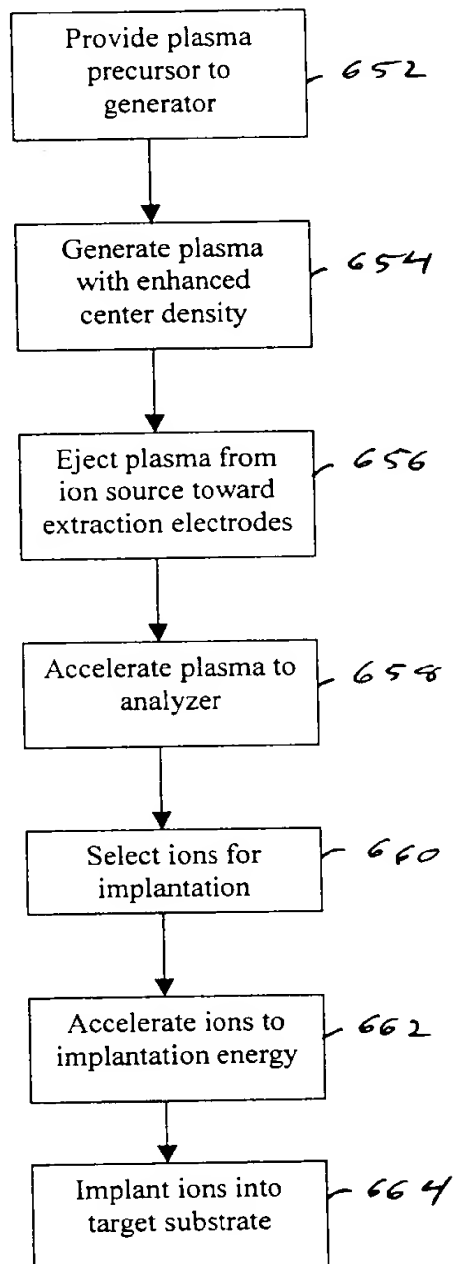 Provide plasma
precursor to
generator
652
Generate plasma
with enhanced
center density
654
Eject plasma from
ion source toward
extraction electrodes
656
Accelerate plasma to
analyzer
658
Select ions for
implantation
660
Accelerate ions to
implantation energy
662
Implant ions into
target substrate
664